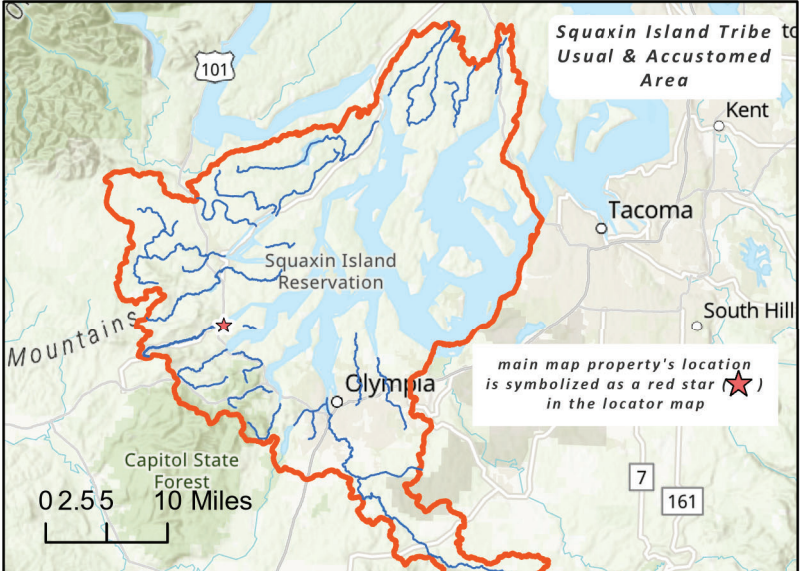 Squaxin Island Tribe
Usual & Accustomed
Area
to
101
Kent
Tacoma
Squaxin Island
Reservation
South Hill
Mountains
main map property's location
is symbolized as a red star ( )
in the locator map
Olympia
Capitol State
Forest
7
161
0 2.5 5 10 Miles